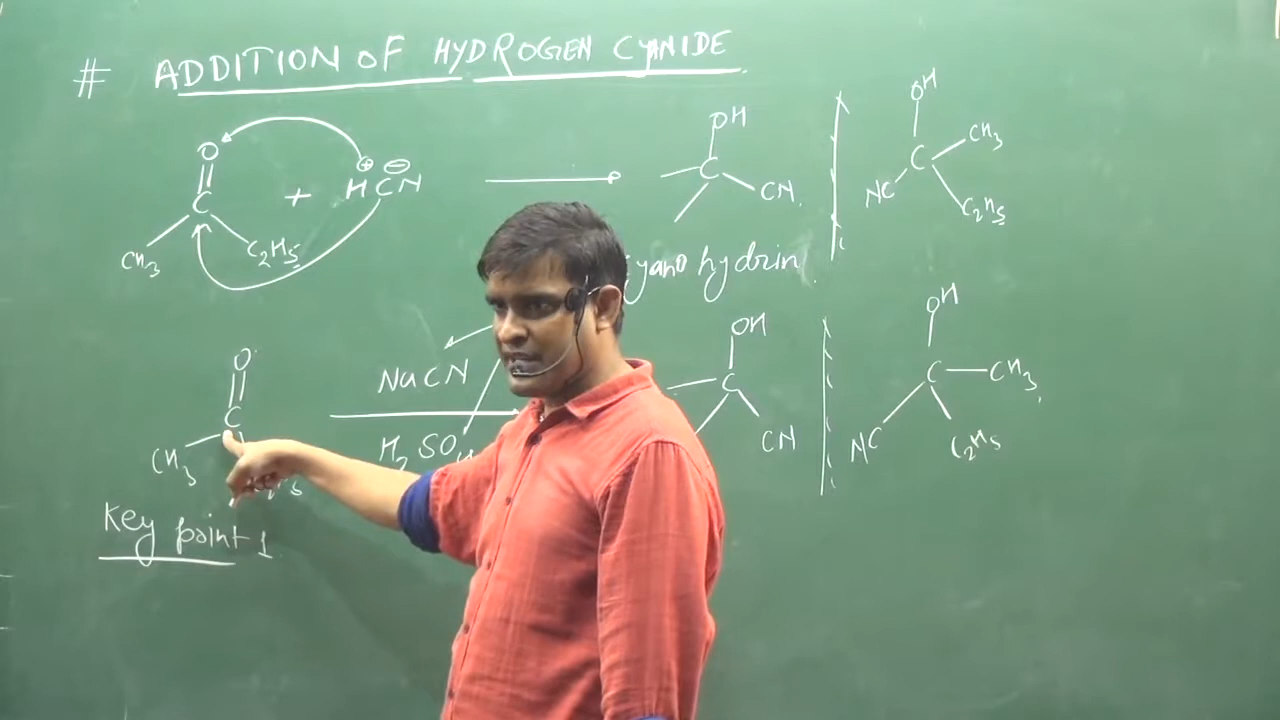 # ADDITION OF HYDROGEN CYANIDE
O
C
CH3
C2H5
+
⊕ ⊖
HCN
OH
C
CN
OH
C
CH3
NC
C2H5
yano hydrin
O
C
CH3
NaCN
H2SO4
OH
C
CN
OH
C
CH3
NC
C2H5
Key point 1